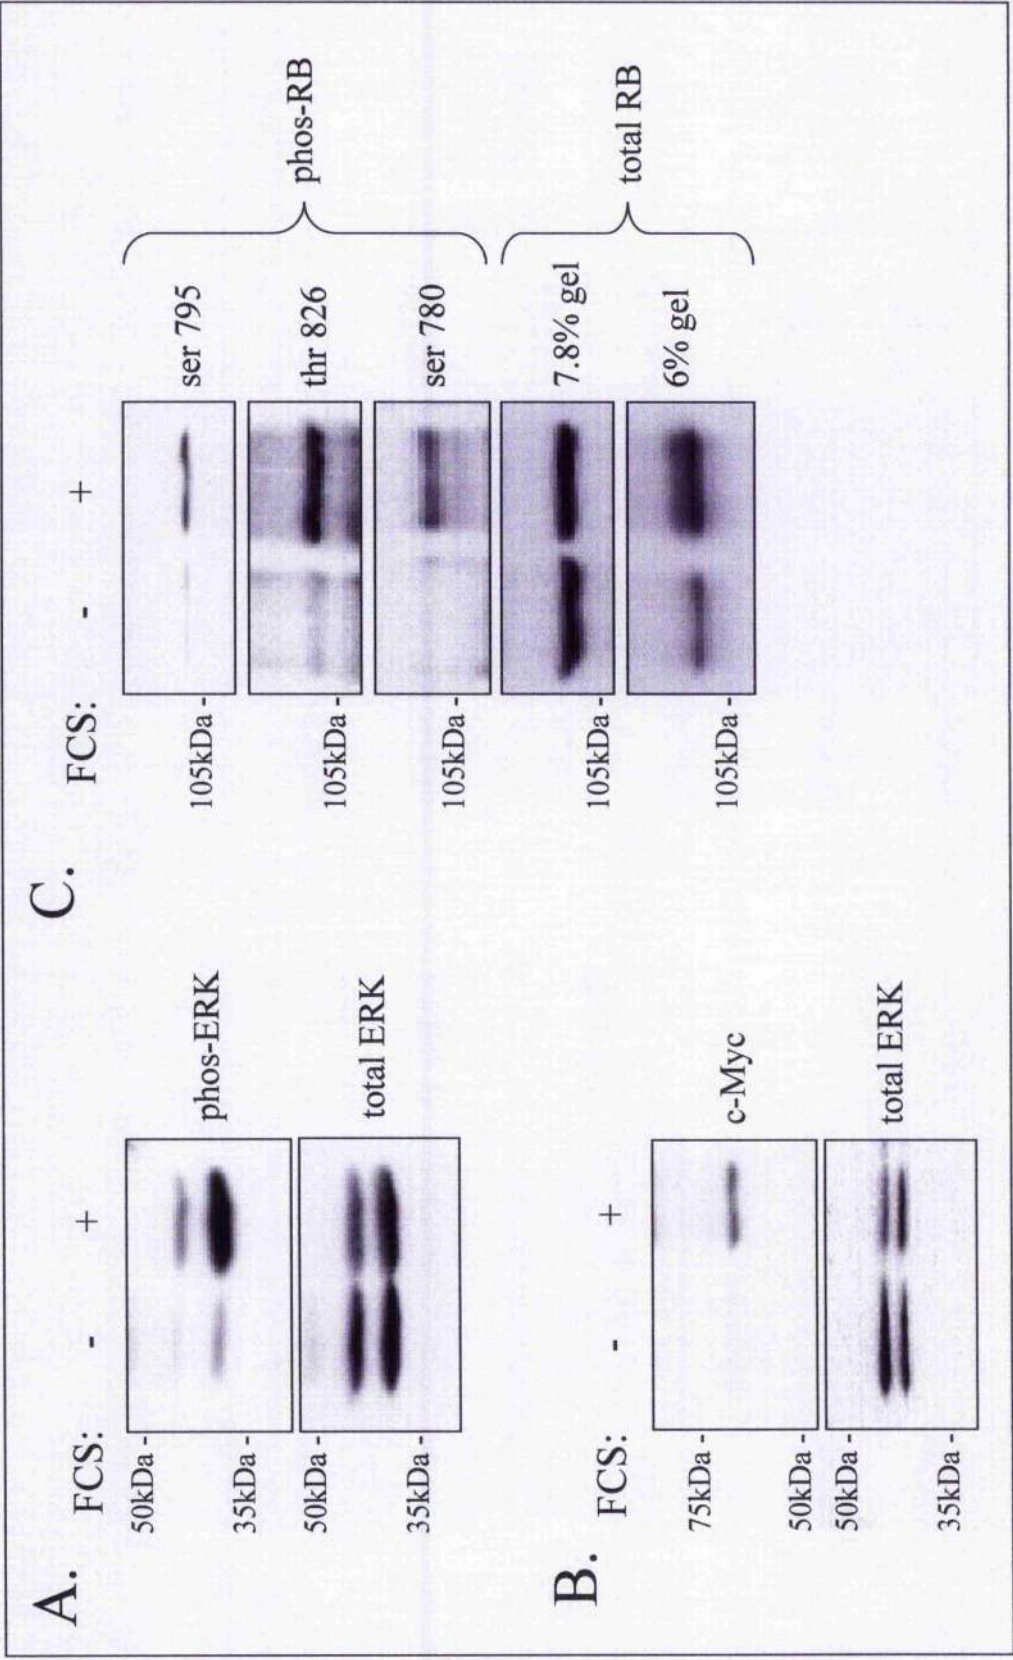 A.
FCS: - +
50kDa -
phos-ERK
35kDa -
50kDa -
total ERK
35kDa -
B.
FCS: - +
75kDa -
c-Myc
50kDa -
50kDa -
total ERK
35kDa -
C.
FCS: - +
ser 795
105kDa -
thr 826
105kDa -
phos-RB
ser 780
105kDa -
7.8% gel
105kDa -
total RB
6% gel
105kDa -